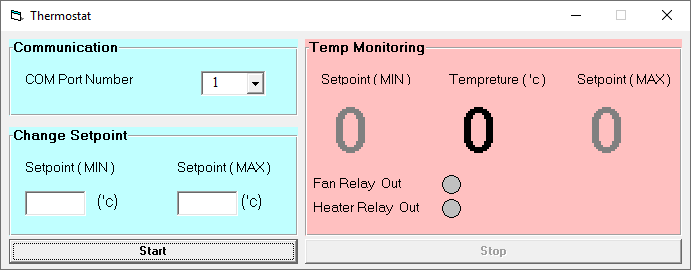 Thermostat
Communication
COM Port Number
1
Change Setpoint
Setpoint ( MIN )
Setpoint ( MAX )
('c)
('c)
Start
Temp Monitoring
Setpoint ( MIN )
Tempreture ( 'c )
Setpoint ( MAX )
0
0
0
Fan Relay Out
Heater Relay Out
Stop